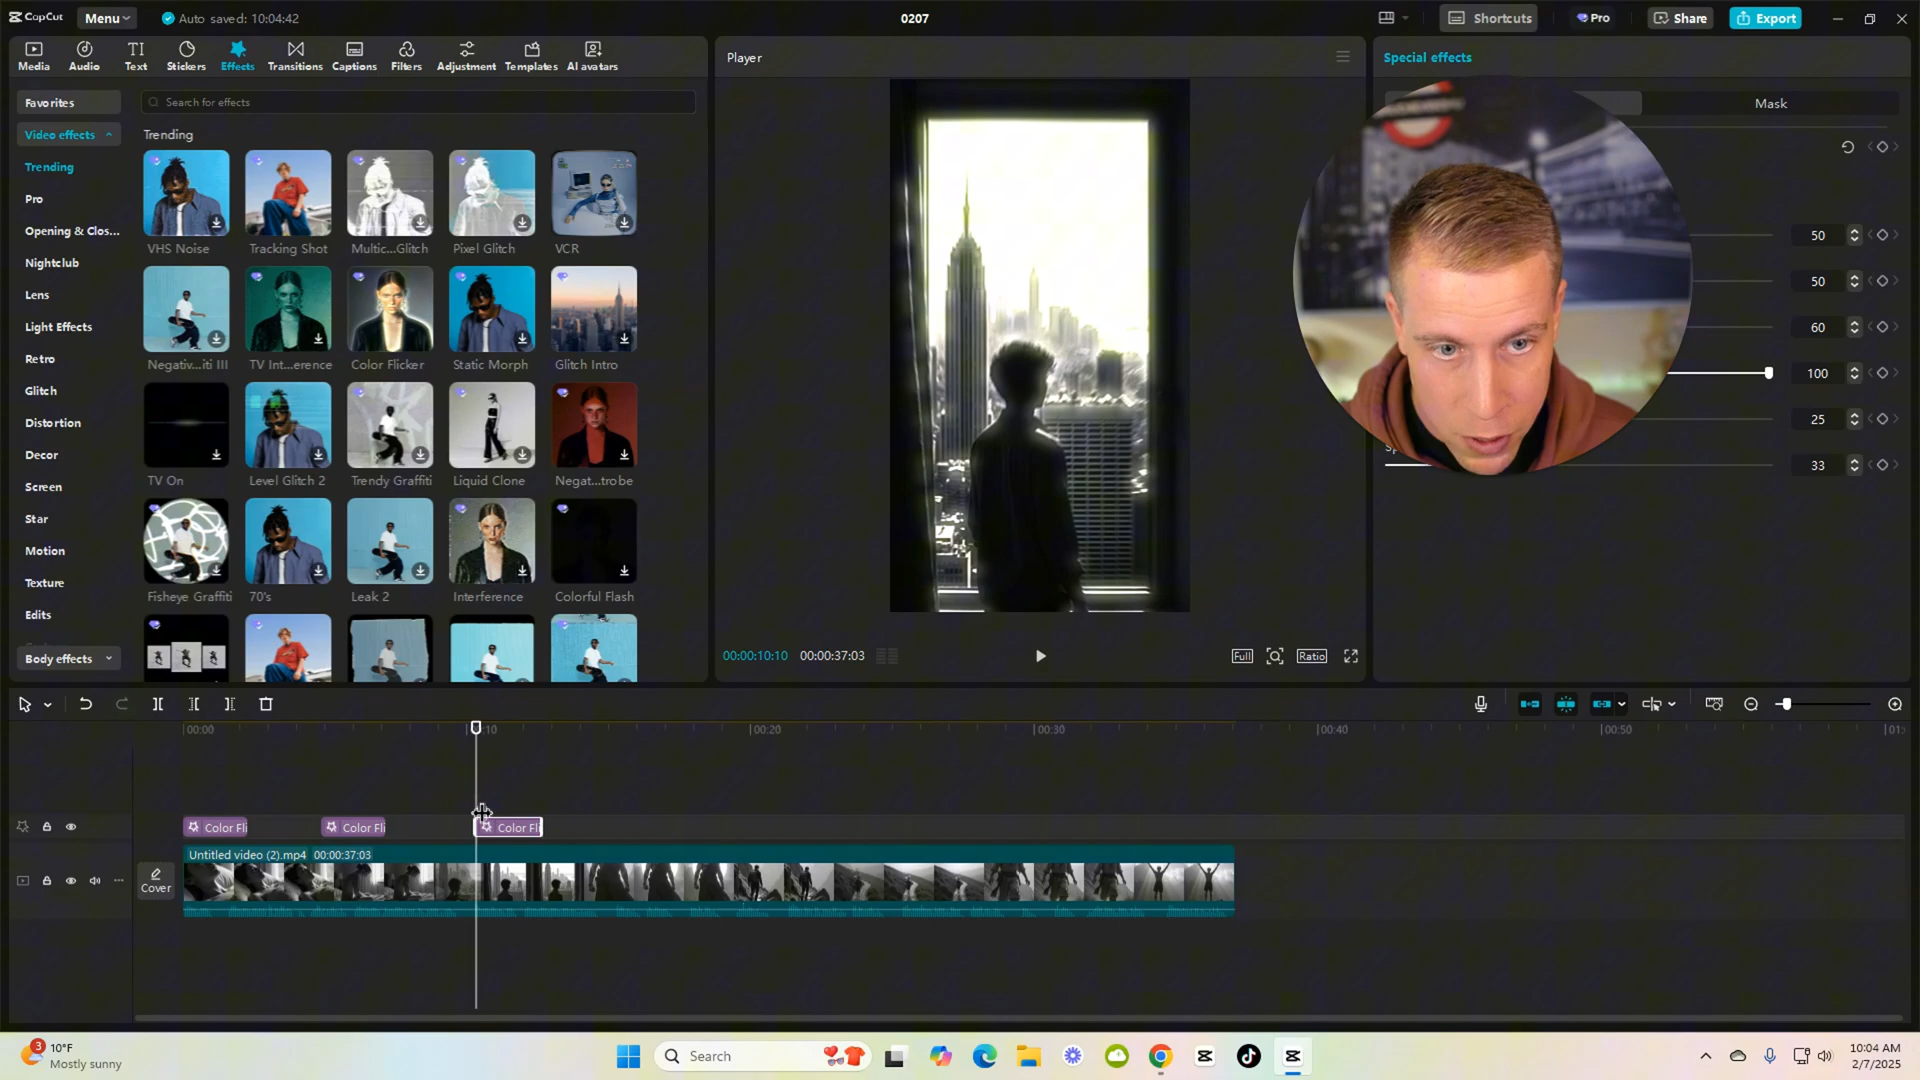 CapCut
Menu
Auto saved: 10:04:42
0207
Shortcuts
Pro
Share
Export
Media
Audio
Text
Stickers
Effects
Transitions
Captions
Filters
Adjustment
Templates
AI avatars
Player
Special effects
Mask
Favorites
Search for effects
Video effects
Trending
Trending
Pro
Opening & Clos...
Nightclub
Lens
Light Effects
Retro
Glitch
Distortion
Decor
Screen
Star
Motion
Texture
Edits
Body effects
VHS Noise
Tracking Shot
Multic...Glitch
Pixel Glitch
VCR
Negativ...iti III
TV Int...erence
Color Flicker
Static Morph
Glitch Intro
TV On
Level Glitch 2
Trendy Graffiti
Liquid Clone
Negat...trobe
Fisheye Graffiti
70's
Leak 2
Interference
Colorful Flash
50
50
60
100
25
33
00:00:10:10
00:00:37:03
Full
Ratio
00:00
00:20
00:30
00:40
00:50
Color Fli
Color Fli
Color Fli
Untitled video (2).mp4 00:00:37:03
Cover
3
10°F
Mostly sunny
Search
10:04 AM
2/7/2025